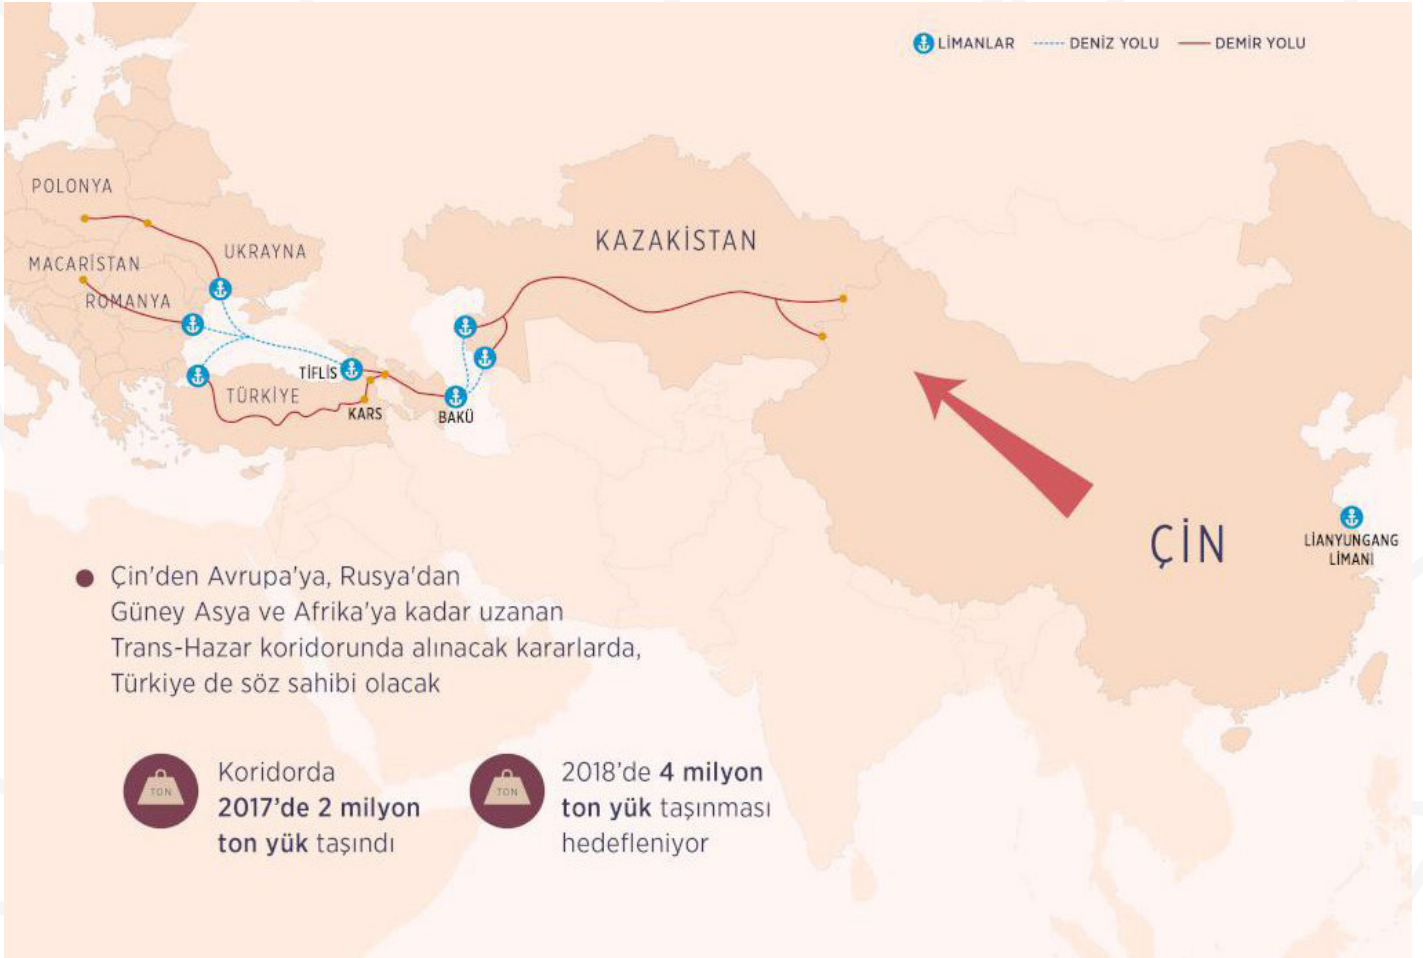 LİMANLAR
DENİZ YOLU
DEMİR YOLU
POLONYA
UKRAYNA
MACARİSTAN
ROMANYA
KAZAKİSTAN
TİFLİS
TÜRKİYE
KARS
BAKÜ
ÇİN
LİANYUNGANG
LİMANI
Çin'den Avrupa'ya, Rusya'dan
Güney Asya ve Afrika'ya kadar uzanan
Trans-Hazar koridorunda alınacak kararlarda,
Türkiye de söz sahibi olacak
TON
Koridorda
2017'de 2 milyon
ton yük taşındı
TON
2018'de 4 milyon
ton yük taşınması
hedefleniyor